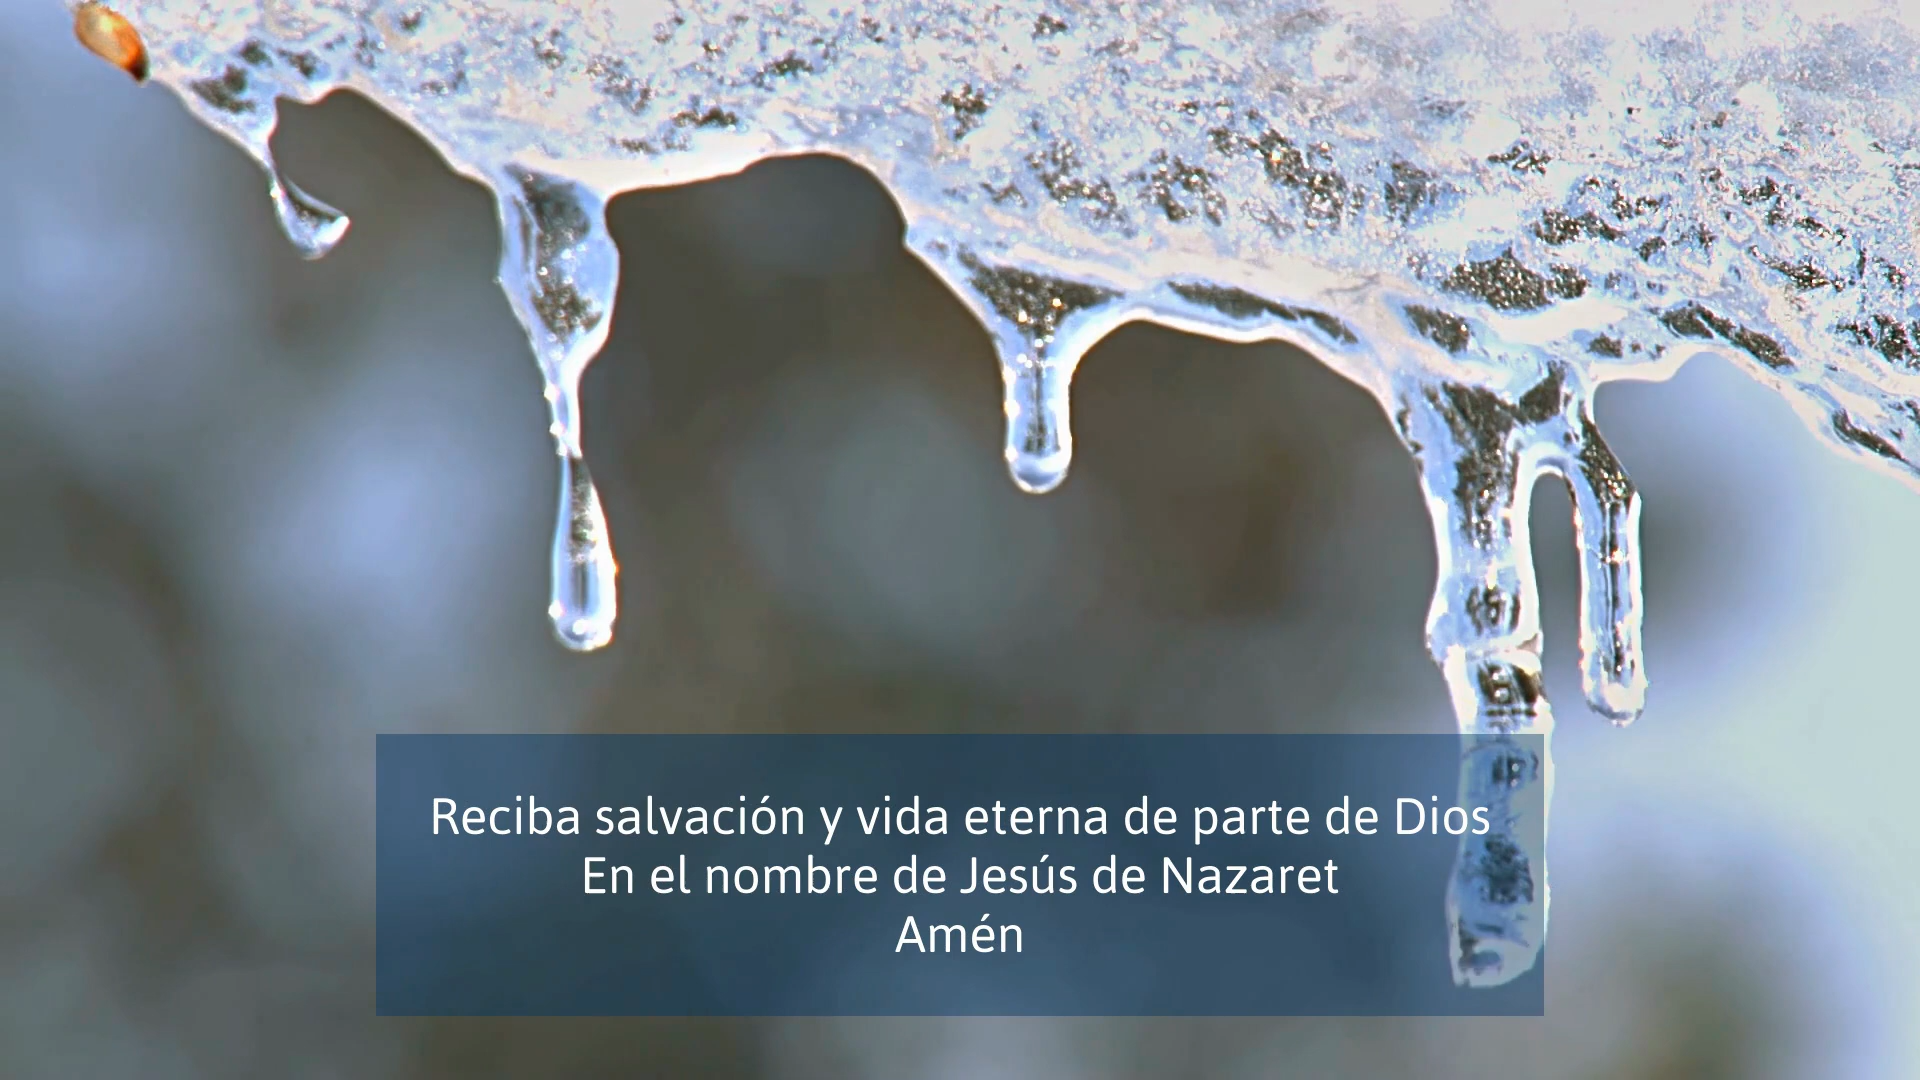 Reciba salvación y vida eterna de parte de Dios
En el nombre de Jesús de Nazaret
Amén